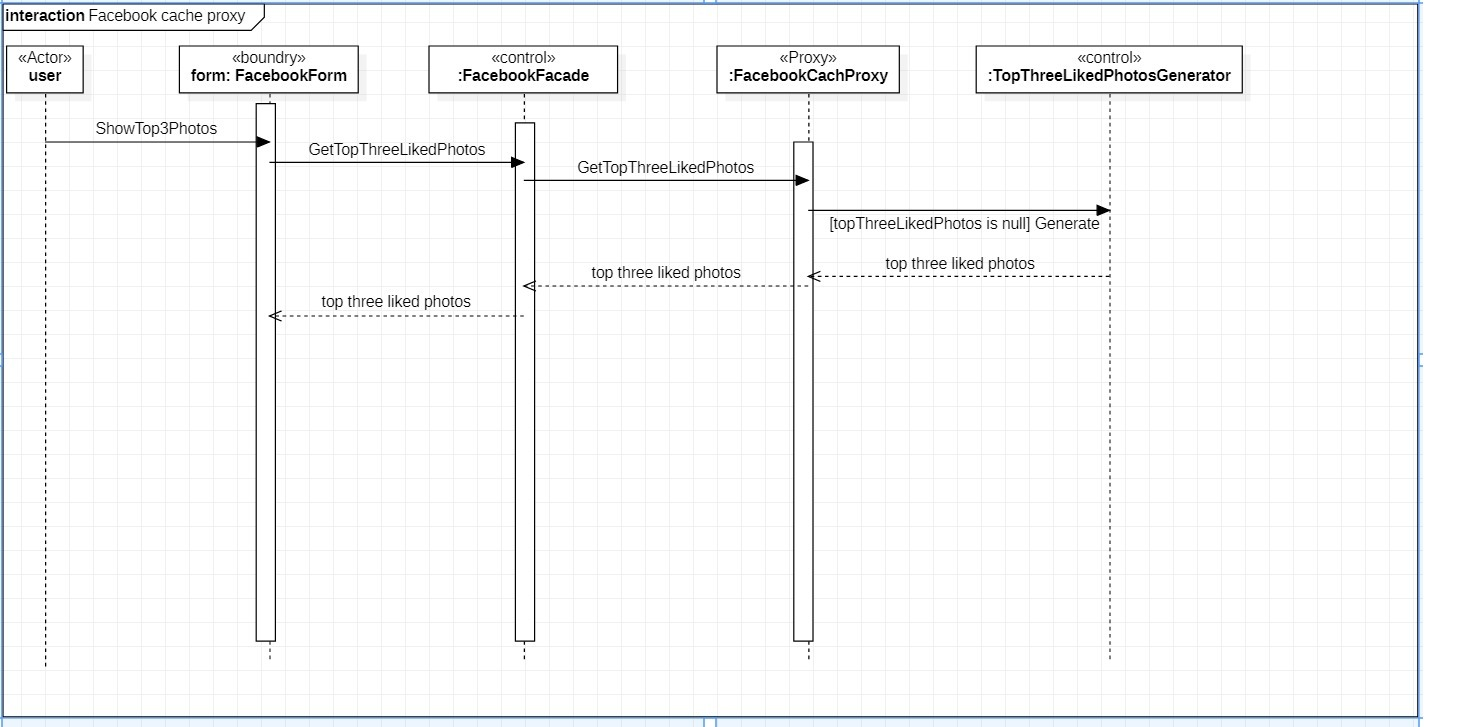 interaction Facebook cache proxy
«Actor»
user
«boundry»
form: FacebookForm
«control»
:FacebookFacade
«Proxy»
:FacebookCachProxy
«control»
:TopThreeLikedPhotosGenerator
ShowTop3Photos
GetTopThreeLikedPhotos
GetTopThreeLikedPhotos
[topThreeLikedPhotos is null] Generate
top three liked photos
top three liked photos
top three liked photos